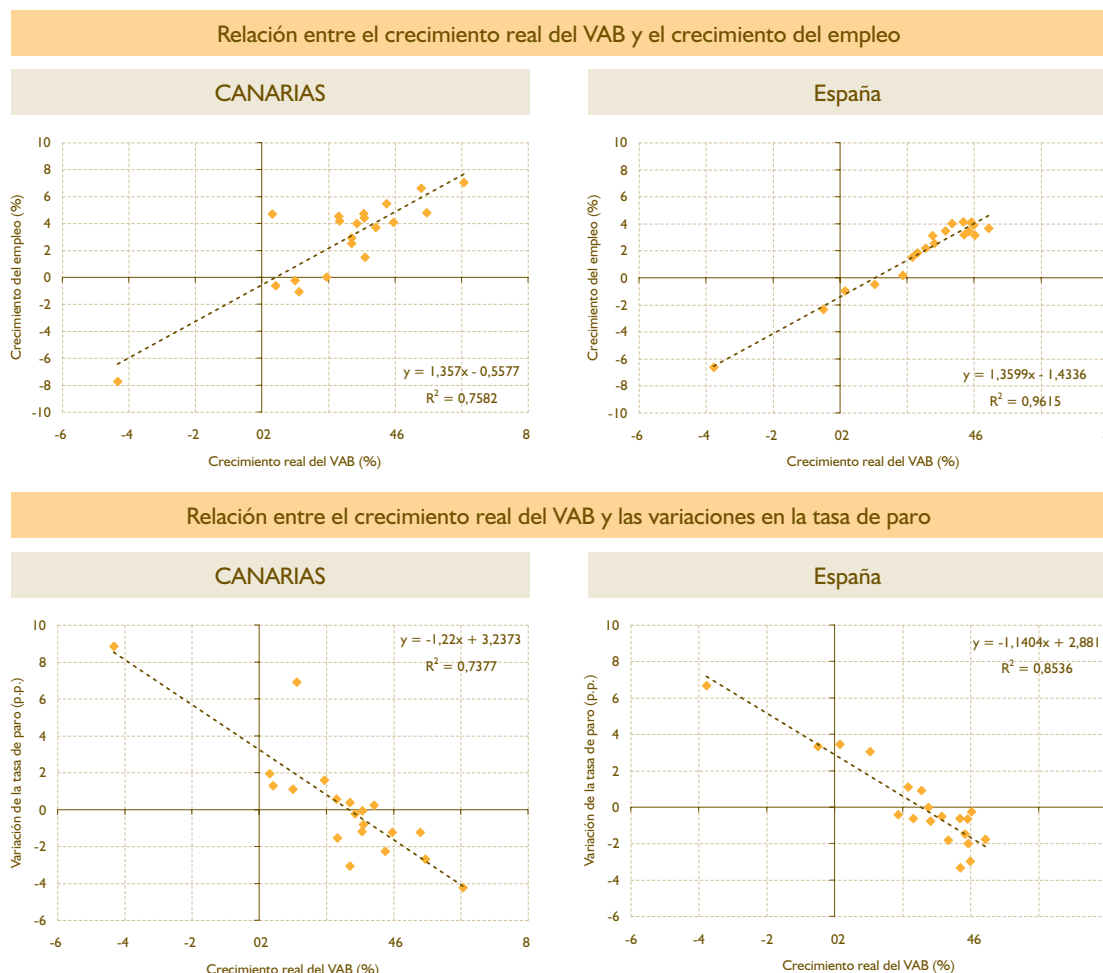 Relación entre el crecimiento real del VAB y el crecimiento del empleo
CANARIAS
Crecimiento del empleo (%)
10
8
6
4
2
0
-2
-4
-6
-8
-10
y = 1,357x - 0,5577
R² = 0,7582
-6 -4 -2 02 46 8
Crecimiento real del VAB (%)
España
Crecimiento del empleo (%)
10
8
6
4
2
0
-2
-4
-6
-8
-10
y = 1,3599x - 1,4336
R² = 0,9615
-6 -4 -2 02 46
Crecimiento real del VAB (%)
Relación entre el crecimiento real del VAB y las variaciones en la tasa de paro
CANARIAS
Variación de la tasa de paro (p.p.)
10
8
6
4
2
0
-2
-4
-6
y = -1,22x + 3,2373
R² = 0,7377
-6 -4 -2 02 46 8
Crecimiento real del VAB (%)
España
Variación de la tasa de paro (p.p.)
10
8
6
4
2
0
-2
-4
-6
y = -1,1404x + 2,881
R² = 0,8536
-6 -4 -2 02 46
Crecimiento real del VAB (%)